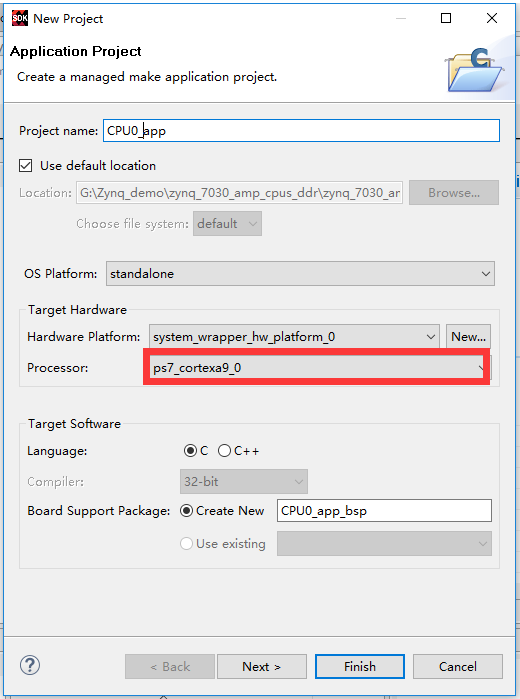 SDK New Project
Application Project
Create a managed make application project.
C
Project name: CPU0_app
Use default location
Location: G:\Zynq_demo\zynq_7030_amp_cpus_ddr\zynq_7030_ar Browse...
Choose file system: default
OS Platform: standalone
Target Hardware
Hardware Platform: system_wrapper_hw_platform_0 New...
Processor: ps7_cortexa9_0
Target Software
Language: C C++
Compiler: 32-bit
Board Support Package: Create New CPU0_app_bsp
Use existing
? < Back Next > Finish Cancel